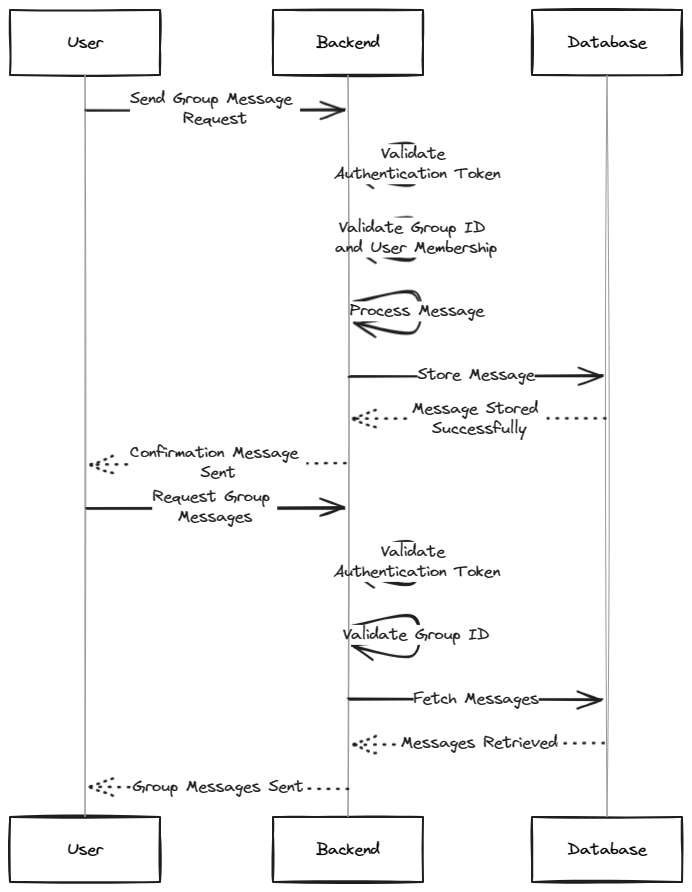 User
Backend
Database
Send Group Message
Request
Validate
Authentication Token
Validate Group ID
and User Membership
Process Message
Store Message
Message Stored
Successfully
Confirmation Message
Sent
Request Group
Messages
Validate
Authentication Token
Validate Group ID
Fetch Messages
Messages Retrieved
Group Messages Sent
User
Backend
Database